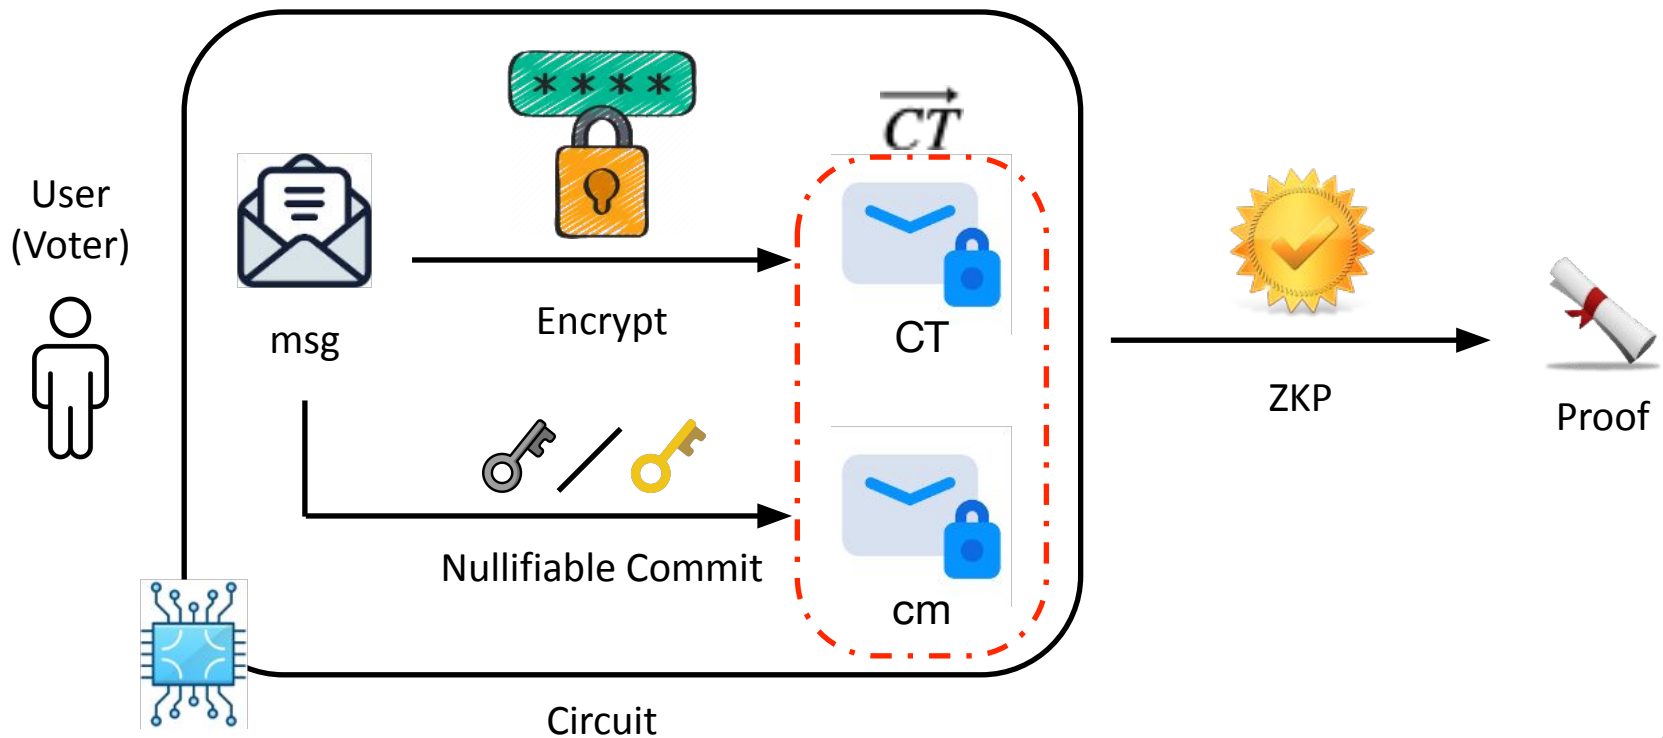 User
(Voter)
msg
****
Encrypt
Nullifiable Commit
CT
CT
cm
Circuit
ZKP
Proof